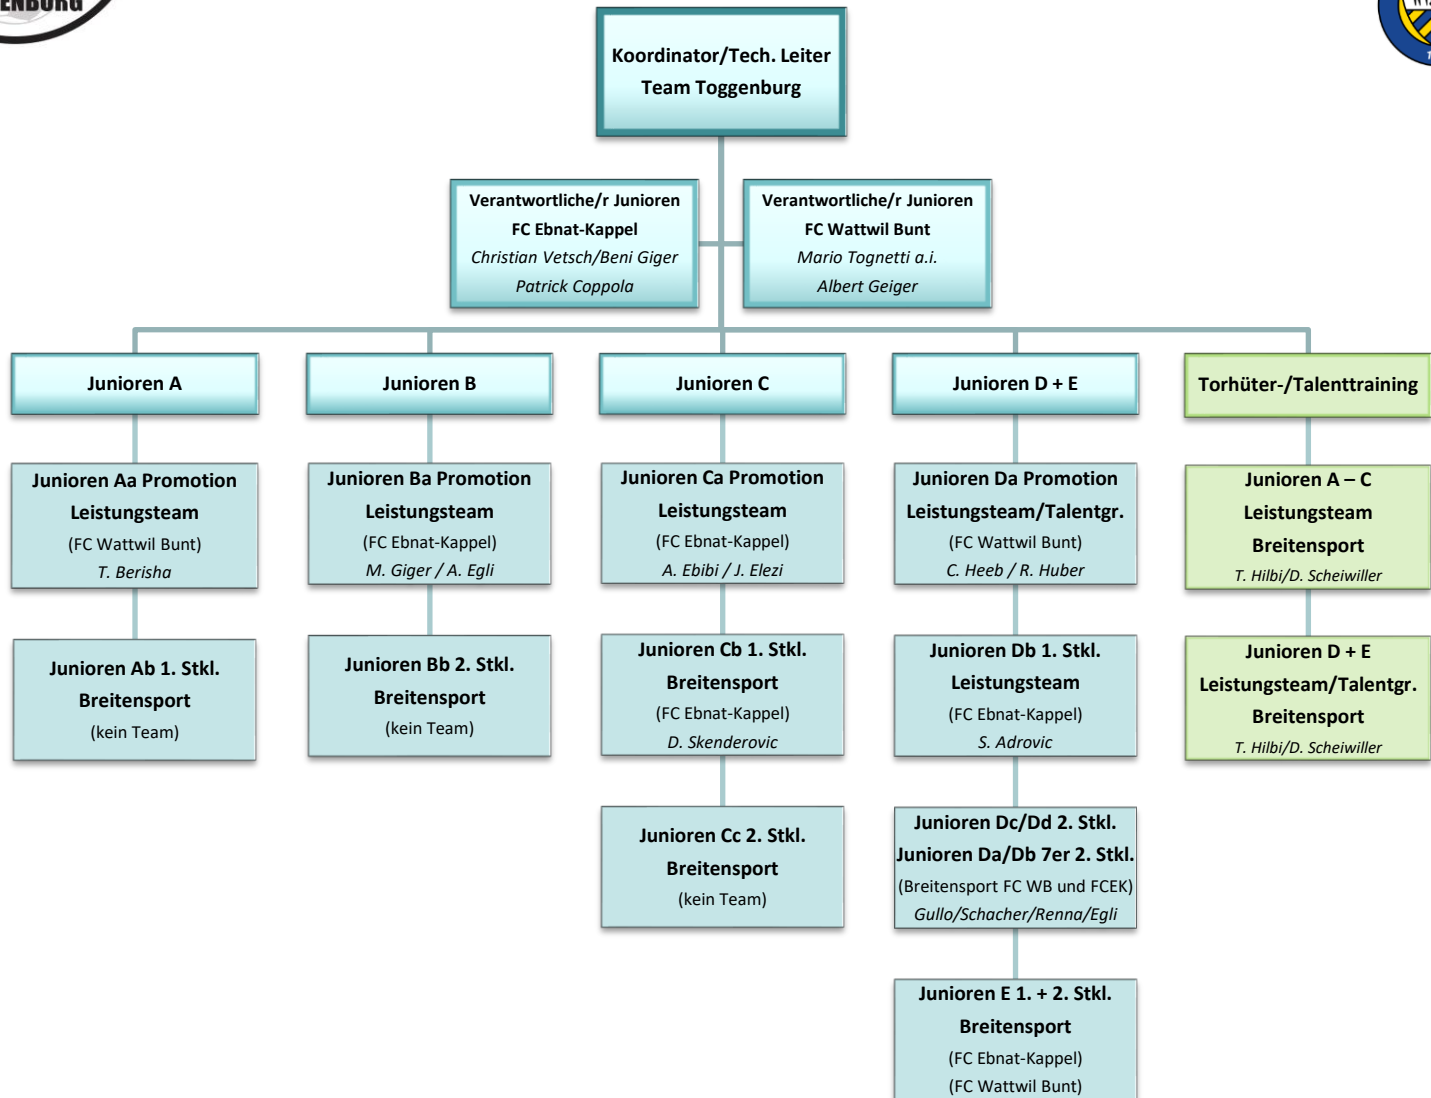 Koordinator/Tech. Leiter
Team Toggenburg
Verantwortliche/r Junioren
FC Ebnat-Kappel
Christian Vetsch/Beni Giger
Patrick Coppola
Verantwortliche/r Junioren
FC Wattwil Bunt
Mario Tognetti a.i.
Albert Geiger
Junioren A
Junioren Aa Promotion
Leistungsteam
(FC Wattwil Bunt)
T. Berisha
Junioren Ab 1. Stkl.
Breitensport
(kein Team)
Junioren B
Junioren Ba Promotion
Leistungsteam
(FC Ebnat-Kappel)
M. Giger / A. Egli
Junioren Bb 2. Stkl.
Breitensport
(kein Team)
Junioren C
Junioren Ca Promotion
Leistungsteam
(FC Ebnat-Kappel)
A. Ebibi / J. Elezi
Junioren Cb 1. Stkl.
Breitensport
(FC Ebnat-Kappel)
D. Skenderovic
Junioren Cc 2. Stkl.
Breitensport
(kein Team)
Junioren D + E
Junioren Da Promotion
Leistungsteam/Talentgr.
(FC Wattwil Bunt)
C. Heeb / R. Huber
Junioren Db 1. Stkl.
Leistungsteam
(FC Ebnat-Kappel)
S. Adrovic
Junioren Dc/Dd 2. Stkl.
Junioren Da/Db 7er 2. Stkl.
(Breitensport FC WB und FCEK)
Gullo/Schacher/Renna/Egli
Junioren E 1. + 2. Stkl.
Breitensport
(FC Ebnat-Kappel)
(FC Wattwil Bunt)
Torhüter-/Talenttraining
Junioren A – C
Leistungsteam
Breitensport
T. Hilbi/D. Scheiwiller
Junioren D + E
Leistungsteam/Talentgr.
Breitensport
T. Hilbi/D. Scheiwiller